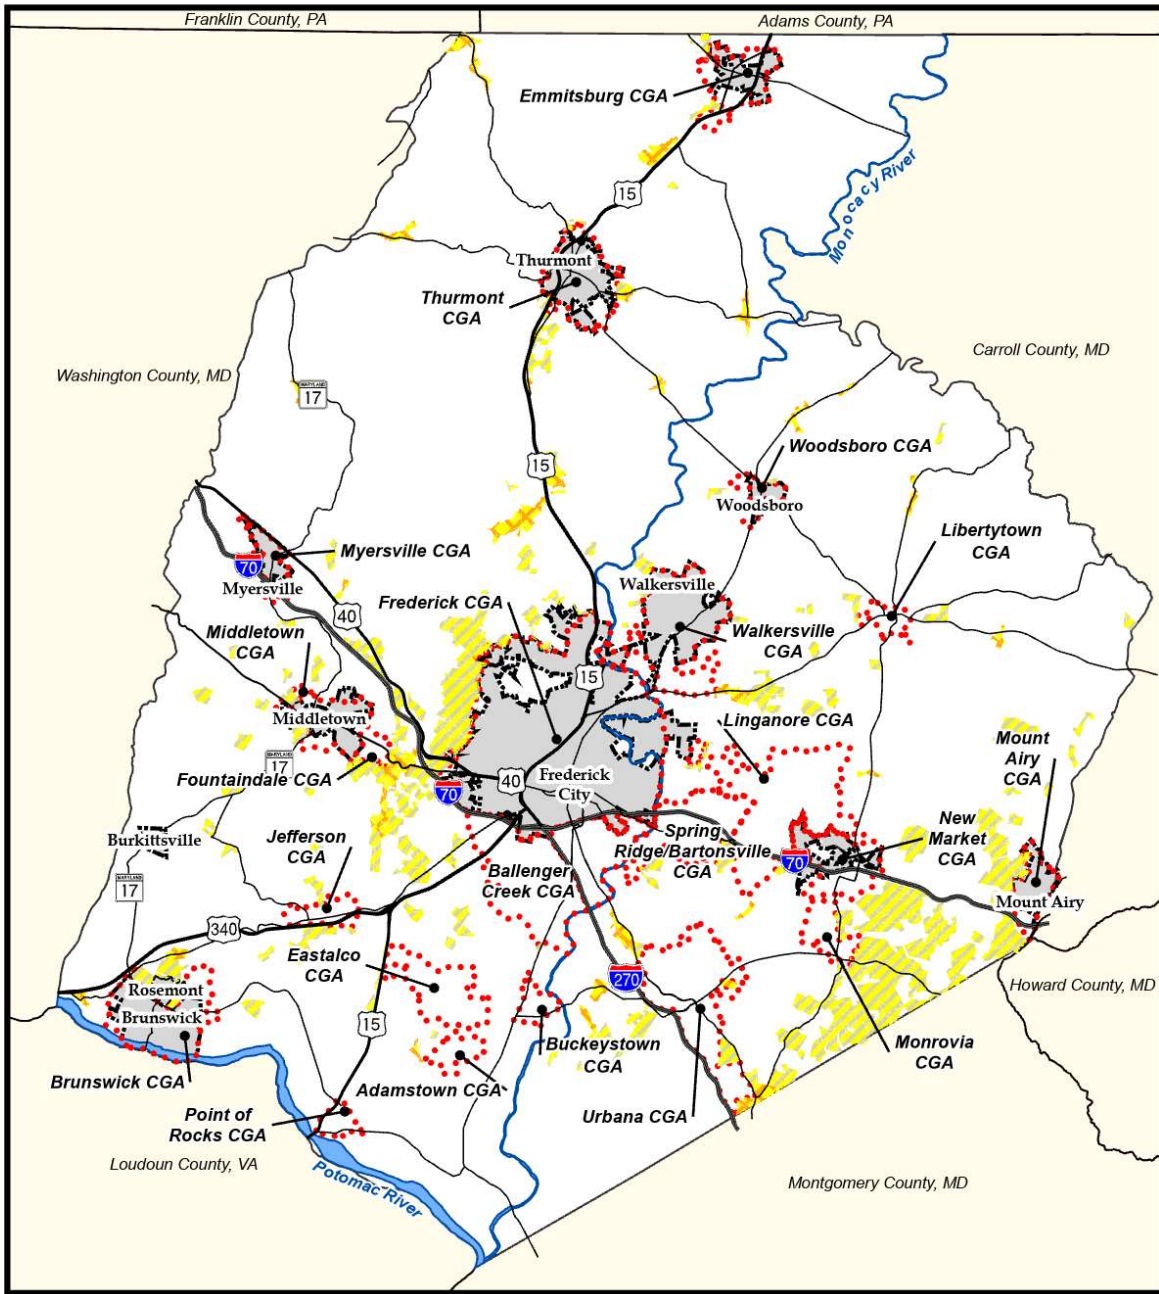 Franklin County, PA
Adams County, PA
Emmitsburg CGA
Monocacy River
15
Thurmont
Thurmont
CGA
Washington County, MD
Carroll County, MD
MARYLAND
17
15
Woodsboro CGA
Woodsboro
Libertytown
CGA
Myersville CGA
70
Myersville
Walkersville
Frederick CGA
40
Walkersville
CGA
Middletown
CGA
15
Middletown
Linganore CGA
Mount
Airy
CGA
MARYLAND
17
Fountaindale CGA
40
Frederick
City
70
New
Market
CGA
Burkittsville
Jefferson
CGA
Spring
Ridge/Bartonsville
CGA
70
Ballenger
Creek CGA
MARYLAND
17
Mount Airy
340
Eastalco
CGA
270
Rosemont
Brunswick
Howard County, MD
15
Buckeystown
CGA
Monrovia
CGA
Brunswick CGA
Adamstown CGA
Point of
Rocks CGA
Urbana CGA
Loudoun County, VA
Potomac River
Montgomery County, MD